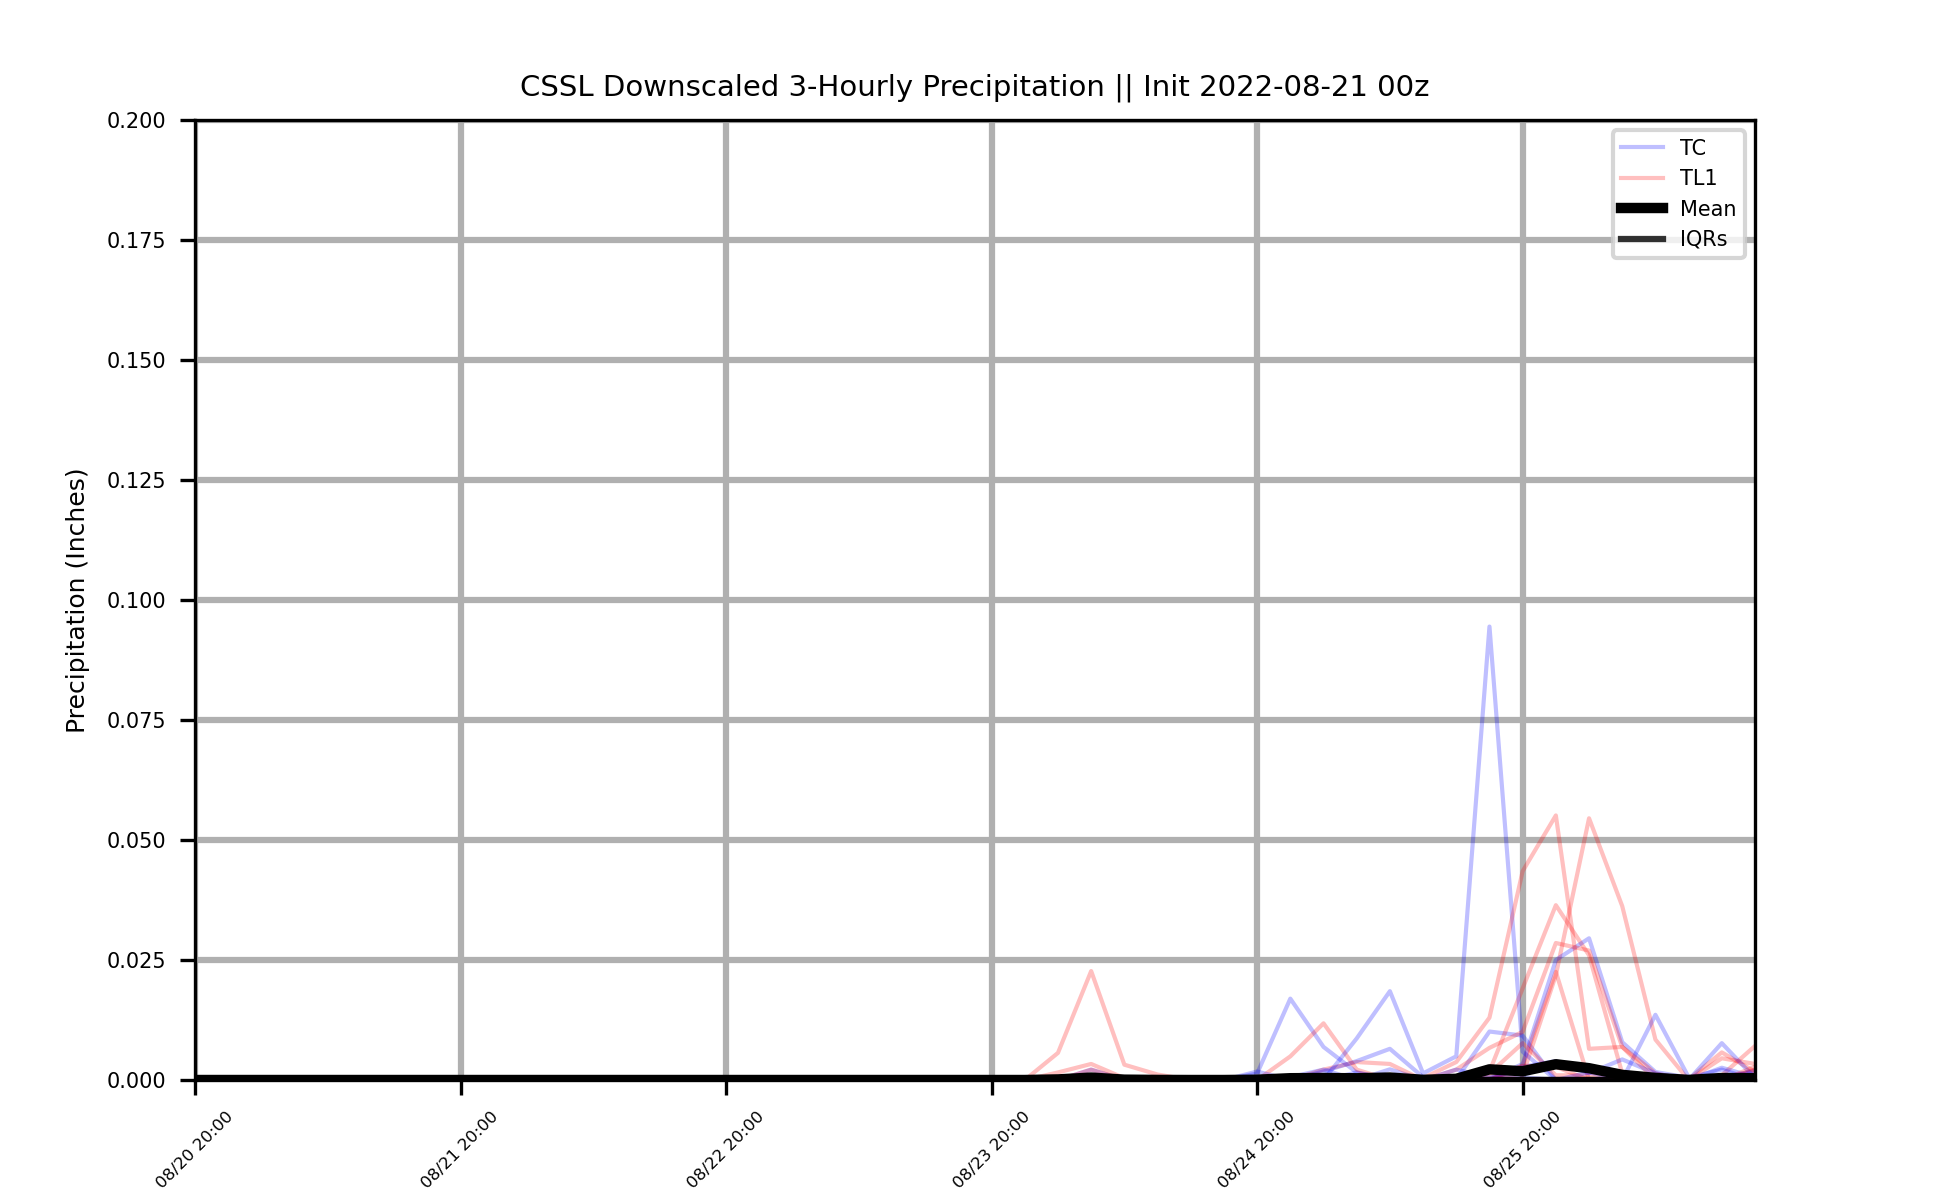 CSSL Downscaled 3-Hourly Precipitation || Init 2022-08-21 00z
0.200
0.175
0.150
0.125
0.100
0.075
0.050
0.025
0.000
Precipitation (Inches)
TC
TL1
Mean
IQRs
08/20 20:00
08/21 20:00
08/22 20:00
08/23 20:00
08/24 20:00
08/25 20:00